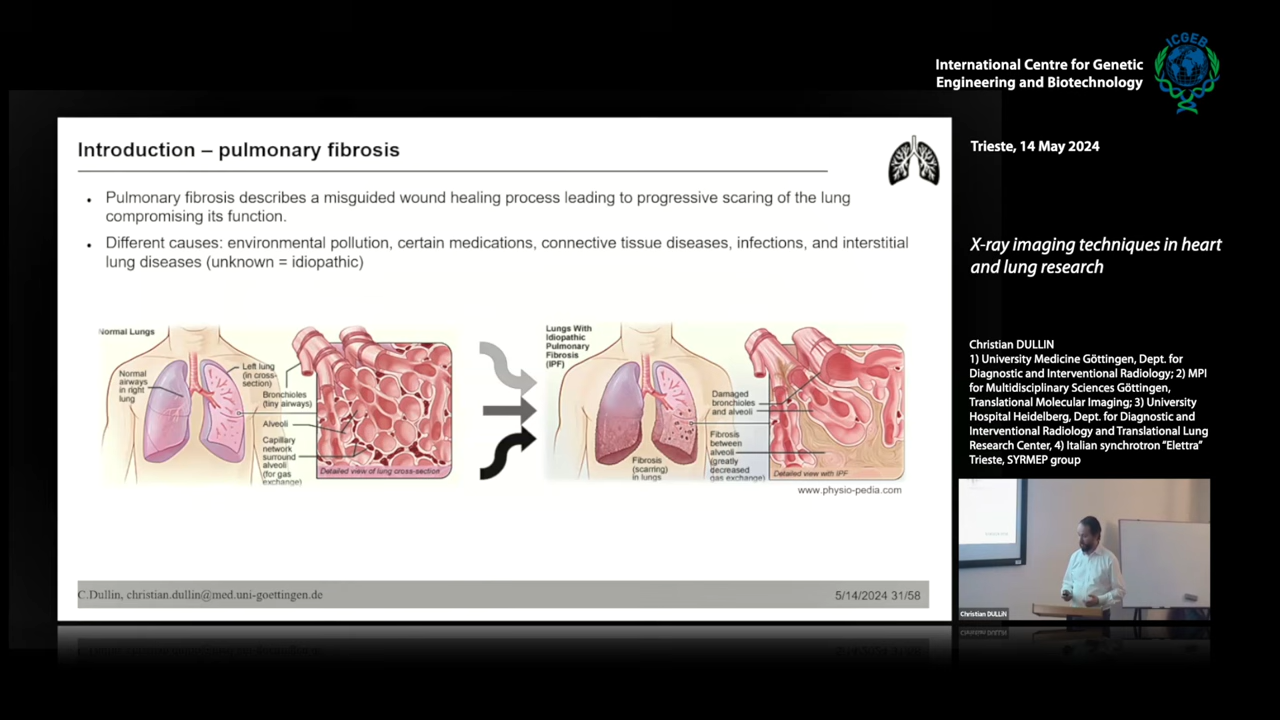 International Centre for Genetic
Engineering and Biotechnology
ICGEB
Trieste, 14 May 2024
X-ray imaging techniques in heart
and lung research
Christian DULLIN
1) University Medicine Göttingen, Dept. for
Diagnostic and Interventional Radiology; 2) MPI
for Multidisciplinary Sciences Göttingen,
Translational Molecular Imaging; 3) University
Hospital Heidelberg, Dept. for Diagnostic and
Interventional Radiology and Translational Lung
Research Center, 4) Italian synchrotron "Elettra"
Trieste, SYRMEP group
Introduction – pulmonary fibrosis
• Pulmonary fibrosis describes a misguided wound healing process leading to progressive scaring of the lung
compromising its function.
• Different causes: environmental pollution, certain medications, connective tissue diseases, infections, and interstitial
lung diseases (unknown = idiopathic)
Normal Lungs
Normal
airways
in right
lung
Left lung
(in cross-
section)
Bronchioles
(tiny airways)
Alveoli
Capillary
network
surround
alveoli
(for gas
exchange)
Detailed view of lung cross-section
Lungs With
Idiopathic
Pulmonary
Fibrosis
(IPF)
Fibrosis
(scarring)
in lungs
Damaged
bronchioles
and alveoli
Fibrosis
between
alveoli
(greatly
decreased
gas exchange)
Detailed view with IPF
www.physio-pedia.com
C.Dullin, christian.dullin@med.uni-goettingen.de
5/14/2024 31/58
Christian DULLIN